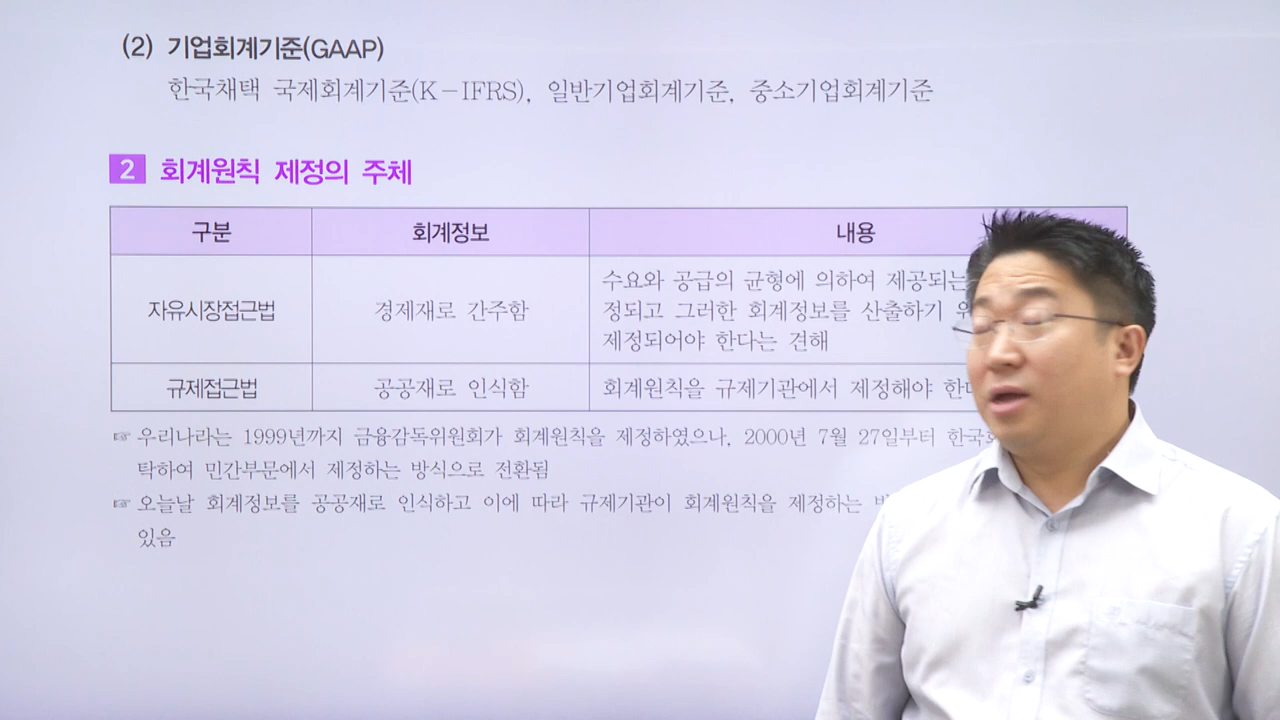 (2) 기업회계기준(GAAP)
한국채택 국제회계기준(K-IFRS), 일반기업회계기준, 중소기업회계기준
2 회계원칙 제정의 주체
구분 회계정보 내용
자유시장접근법 경제재로 간주함
수요와 공급의 균형에 의하여 제공되는
정되고 그러한 회계정보를 산출하기
제정되어야 한다는 견해
규제접근법 공공재로 인식함 회계원칙을 규제기관에서 제정해야
☞ 우리나라는 1999년까지 금융감독위원회가 회계원칙을 제정하였으나, 2000년 7월 27일부터
탁하여 민간부문에서 제정하는 방식으로 전환됨
☞ 오늘날 회계정보를 공공재로 인식하고 이에 따라 규제기관이 회계원칙을 제정하는
있음